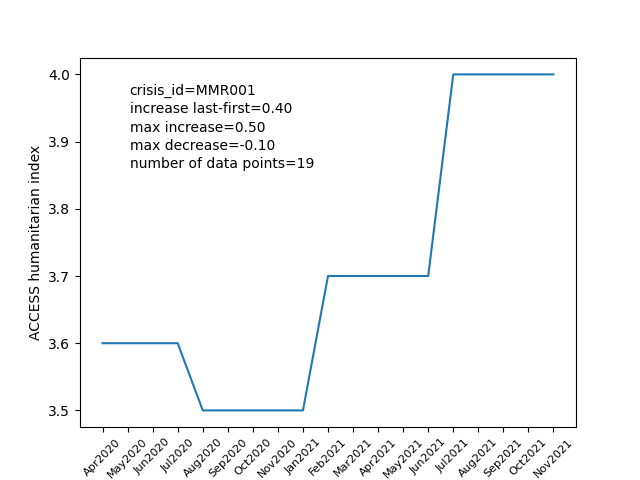 crisis_id=MMR001
increase last-first=0.40
max increase=0.50
max decrease=-0.10
number of data points=19
ACCESS humanitarian index
4.0
3.9
3.8
3.7
3.6
3.5
Apr2020
May2020
Jun2020
Jul2020
Aug2020
Sep2020
Oct2020
Nov2020
Jan2021
Feb2021
Mar2021
Apr2021
May2021
Jun2021
Jul2021
Aug2021
Sep2021
Oct2021
Nov2021